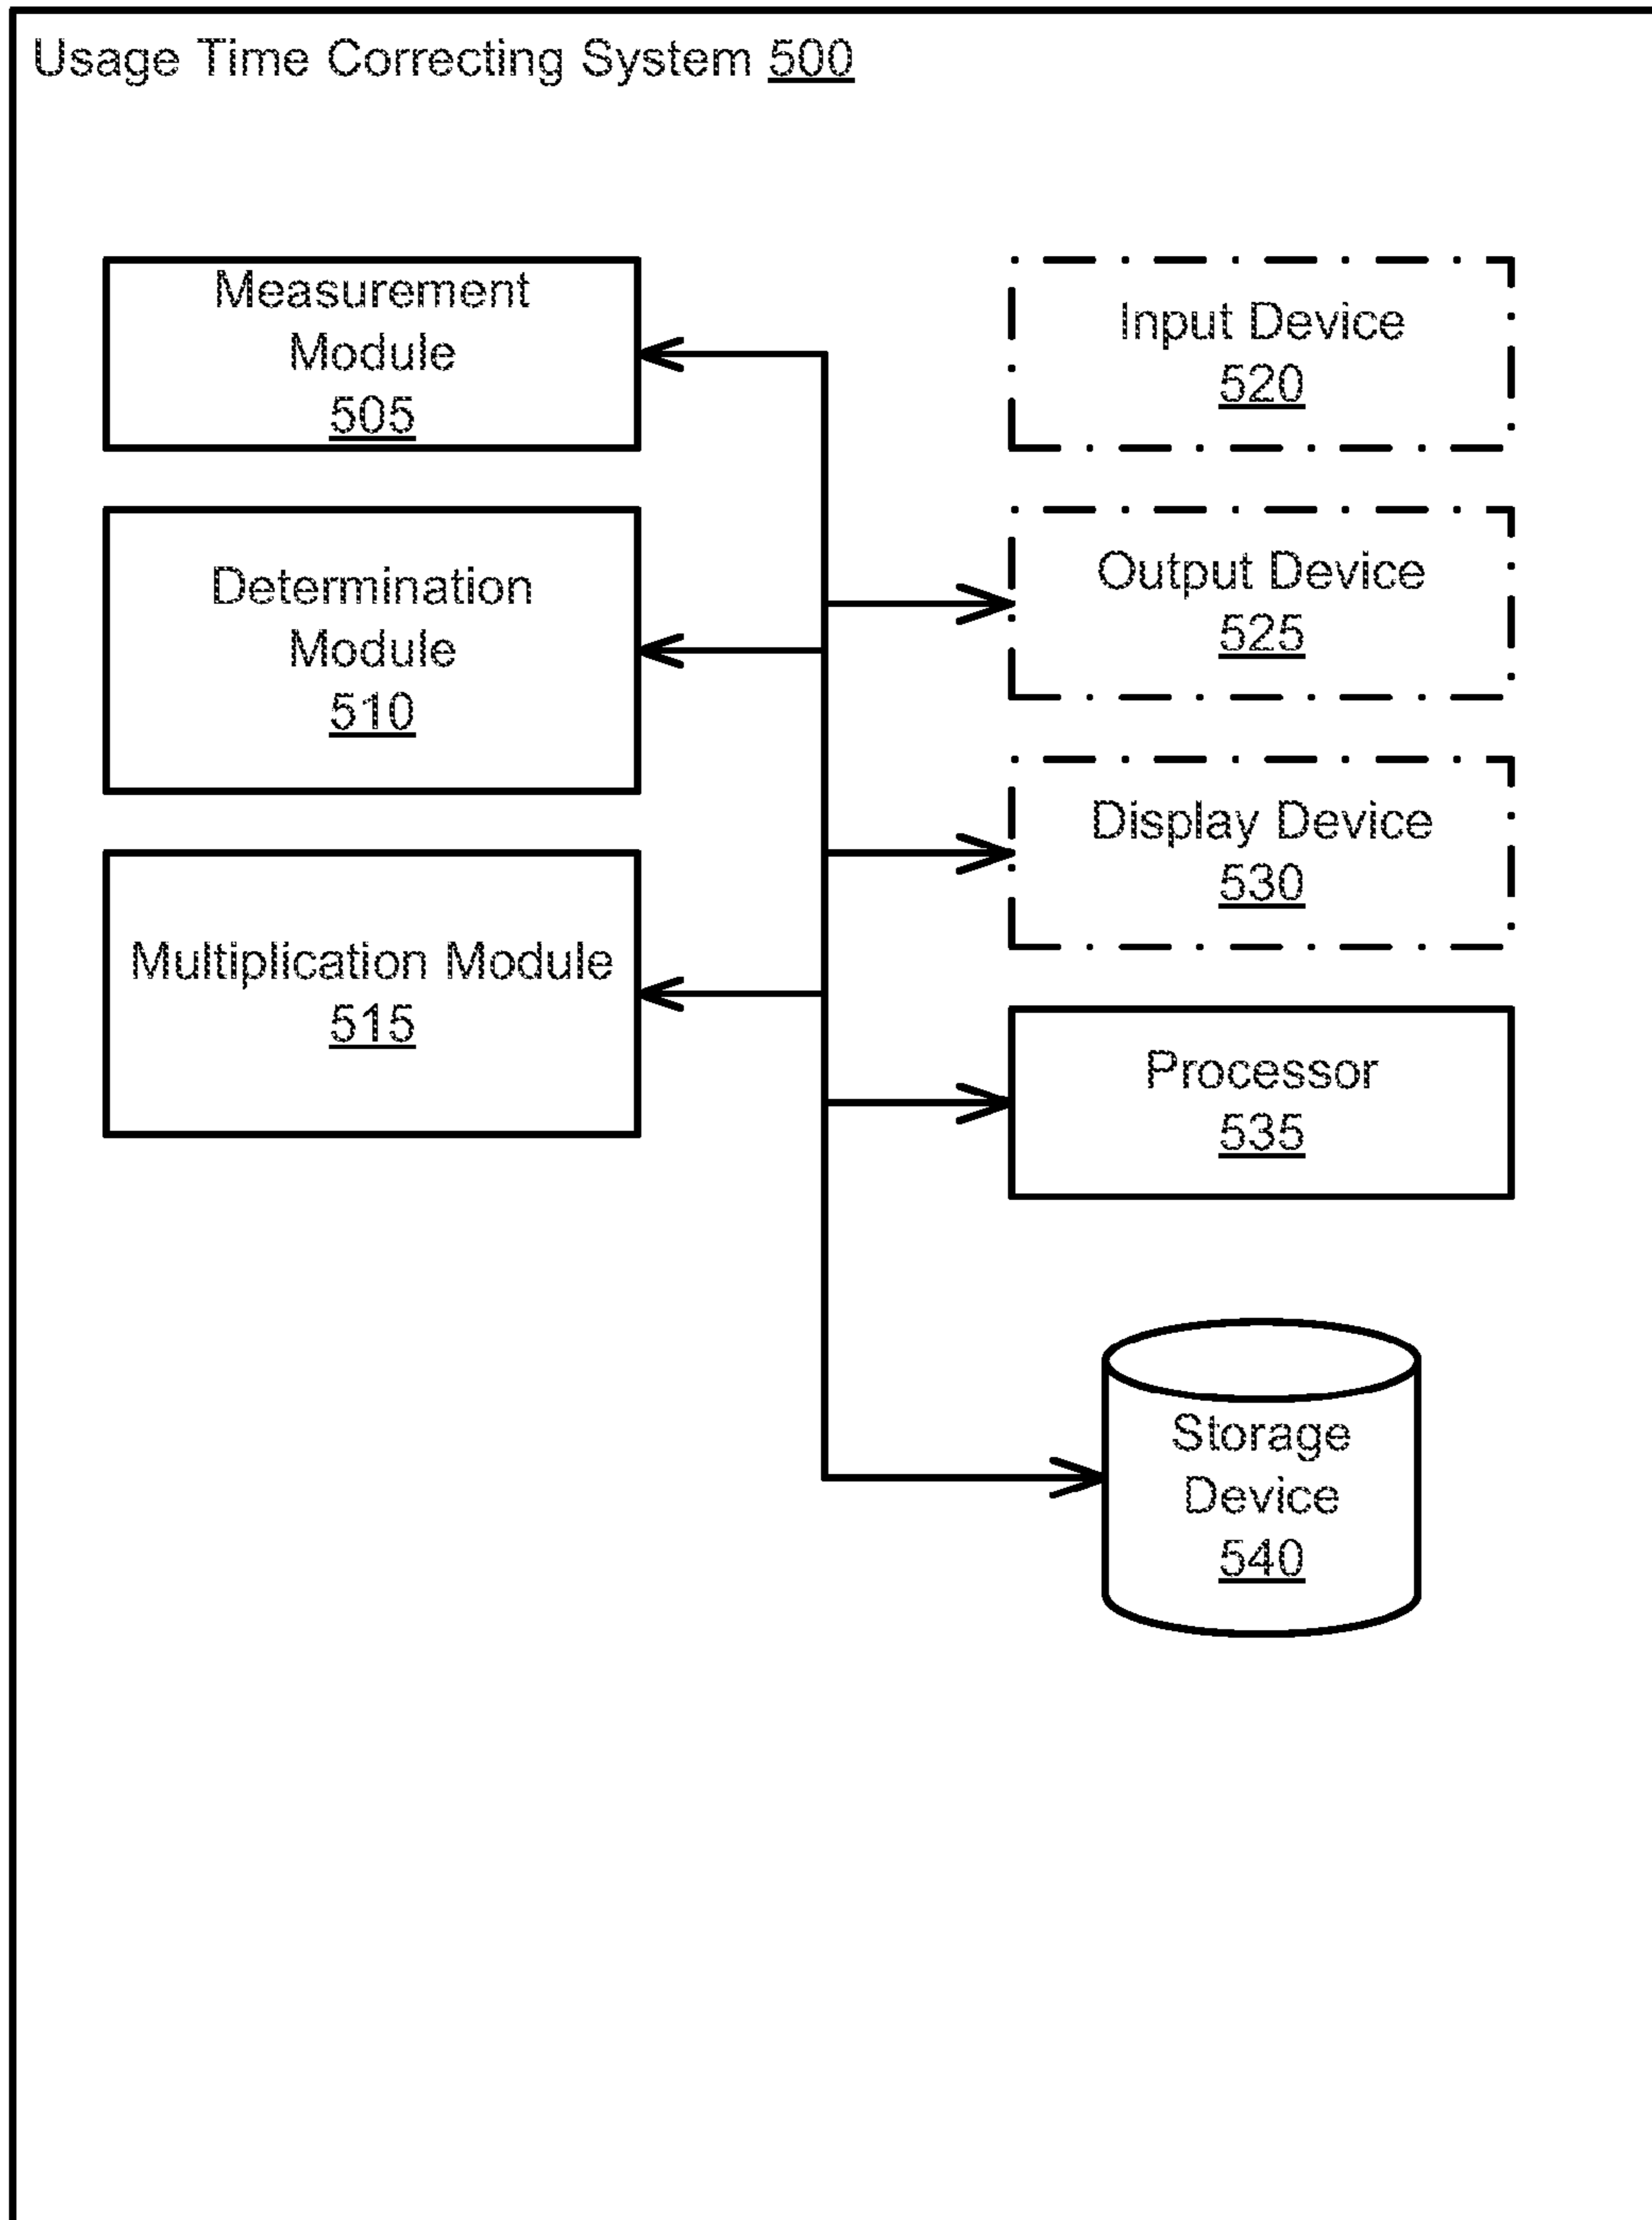 Usage Time Correcting System 500
Measurement
Module
505
Determination
Module
510
Multiplication Module
515
Input Device
520
Output Device
525
Display Device
530
Processor
535
Storage
Device
540